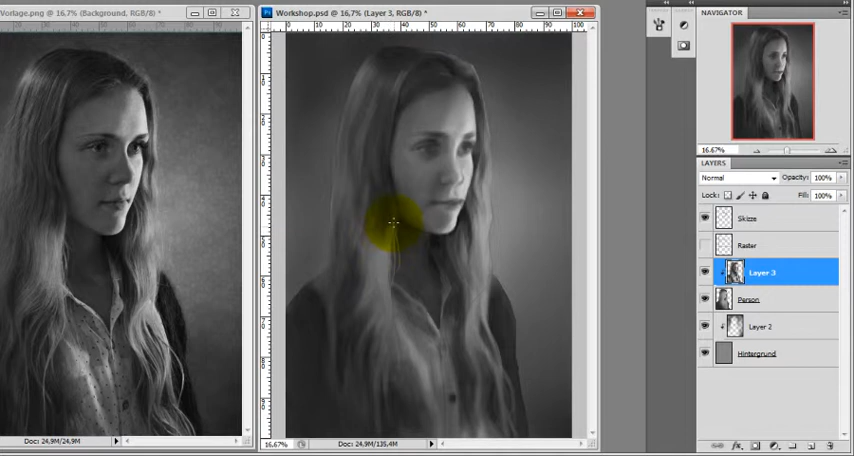 Vorlage.png @ 16,7% (Background, RGB/8) *
Workshop.psd @ 16,7% (Layer 3, RGB/8) *
NAVIGATOR
16.67%
LAYERS
Normal
Opacity: 100%
Lock:
Fill: 100%
Skizze
Raster
Layer 3
Person
Layer 2
Hintergrund
Doc: 24,9M/24,9M
16,67%
Doc: 24,9M/135,4M